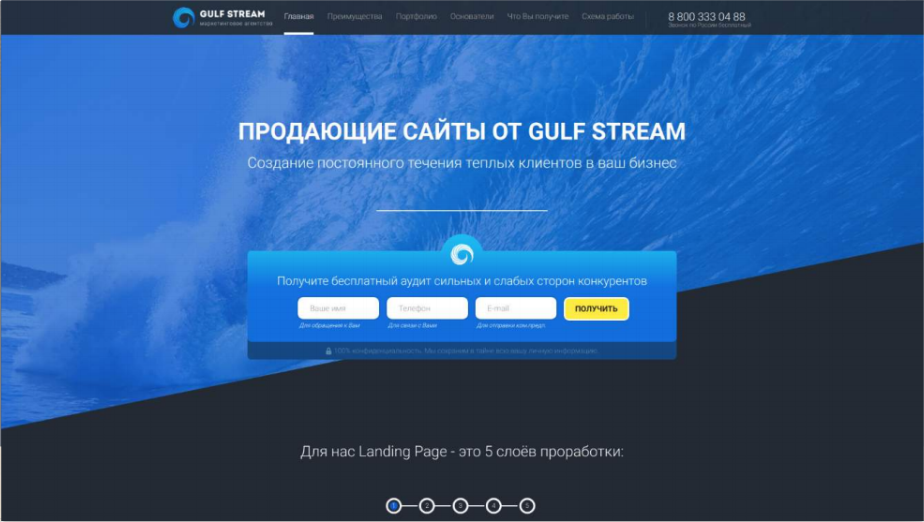 GULF STREAM
маркетинговое агентство
Главная Преимущества Портфолио Основатели Что Вы получите Схема работы
8 800 333 04 88
Звонок по России бесплатный
ПРОДАЮЩИЕ САЙТЫ ОТ GULF STREAM
Создание постоянного течения теплых клиентов в ваш бизнес
Получите бесплатный аудит сильных и слабых сторон конкурентов
Ваше имя Телефон E-mail ПОЛУЧИТЬ
Для обращения к Вам Для связи с Вами Для отправки ком.предл.
100% конфиденциальность. Мы сохраним в тайне всю вашу личную информацию
Для нас Landing Page - это 5 слоёв проработки:
1 2 3 4 5